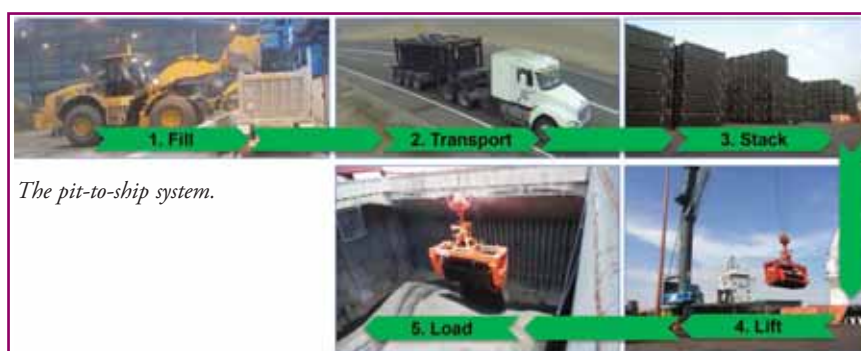 1. Fill
2. Transport
3. Stack
The pit-to-ship system.
5. Load
4. Lift